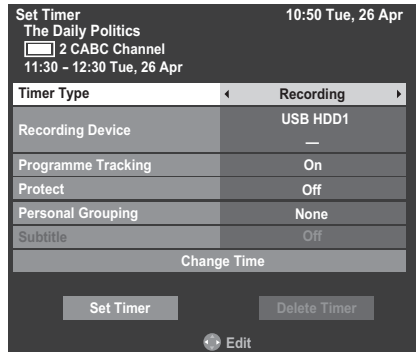 Set Timer 10:50 Tue, 26 Apr
The Daily Politics
2 CABC Channel
11:30 – 12:30 Tue, 26 Apr
Timer Type Recording
Recording Device USB HDD1
—
Programme Tracking On
Protect Off
Personal Grouping None
Subtitle Off
Change Time
Set Timer Delete Timer
Edit